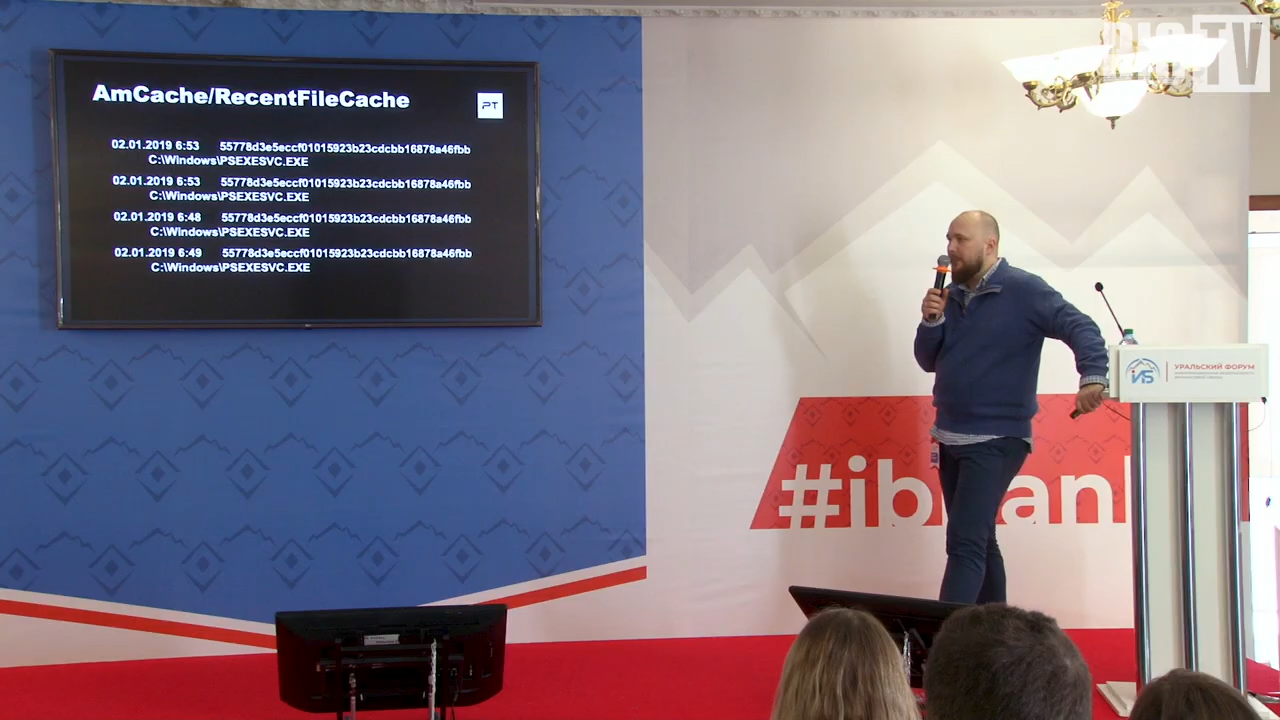 AmCache/RecentFileCache
PT
02.01.2019 6:53 55778d3e5eccf01015923b23cdcbb16878a46fbb
C:\Windows\PSEXESVC.EXE
02.01.2019 6:53 55778d3e5eccf01015923b23cdcbb16878a46fbb
C:\Windows\PSEXESVC.EXE
02.01.2019 6:48 55778d3e5eccf01015923b23cdcbb16878a46fbb
C:\Windows\PSEXESVC.EXE
02.01.2019 6:49 55778d3e5eccf01015923b23cdcbb16878a46fbb
C:\Windows\PSEXESVC.EXE
TV
ИБ
УРАЛЬСКИЙ ФОРУМ